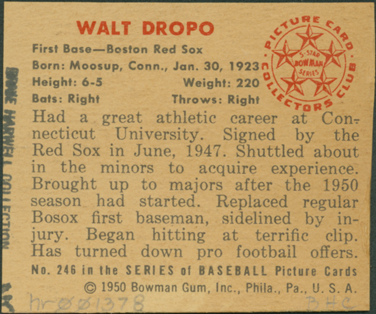 WALT DROPO
First Base—Boston Red Sox
Born: Moosup, Conn., Jan. 30, 1923
Height: 6-5 Weight: 220
Bats: Right Throws: Right
PICTURE CARD COLLECTORS CLUB
5-STAR
BOWMAN
SERIES
Had a great athletic career at Con-
necticut University. Signed by the
Red Sox in June, 1947. Shuttled about
in the minors to acquire experience.
Brought up to majors after the 1950
season had started. Replaced regular
Bosox first baseman, sidelined by in-
jury. Began hitting at terrific clip.
Has turned down pro football offers.
No. 246 in the SERIES of BASEBALL Picture Cards
© 1950 Bowman Gum, Inc., Phila., Pa., U. S. A.
COLLECTION